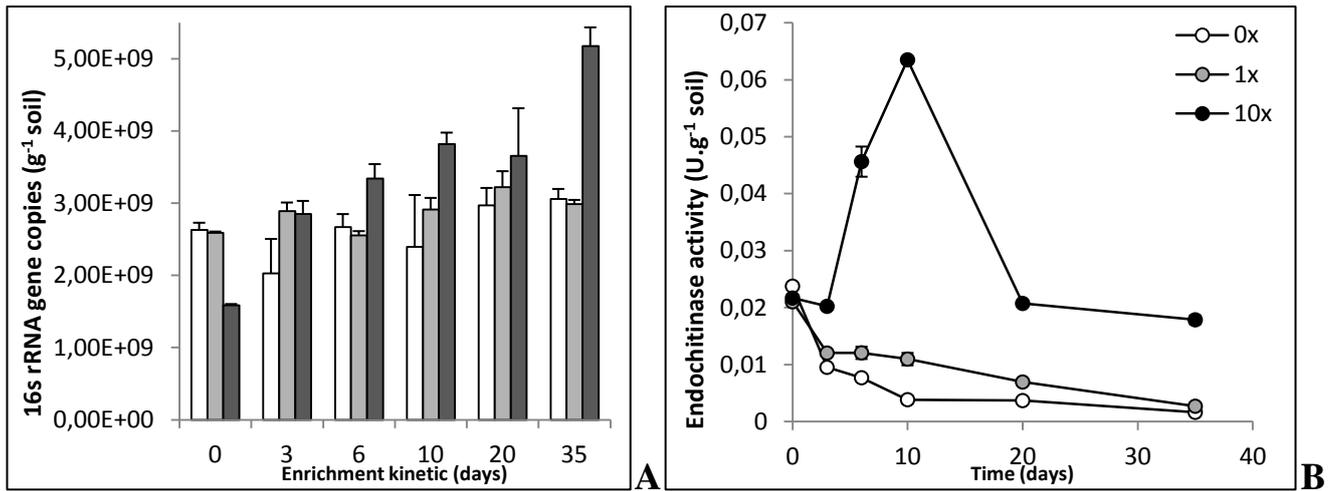 16s rRNA gene copies (g-1 soil)
5,00E+09
4,00E+09
3,00E+09
2,00E+09
1,00E+09
0,00E+00
0 3 6 10 20 35
Enrichment kinetic (days)
A
Endochitinase activity (U.g-1 soil)
0,07
0,06
0,05
0,04
0,03
0,02
0,01
0
0 10 20 30 40
Time (days)
0x
1x
10x
B